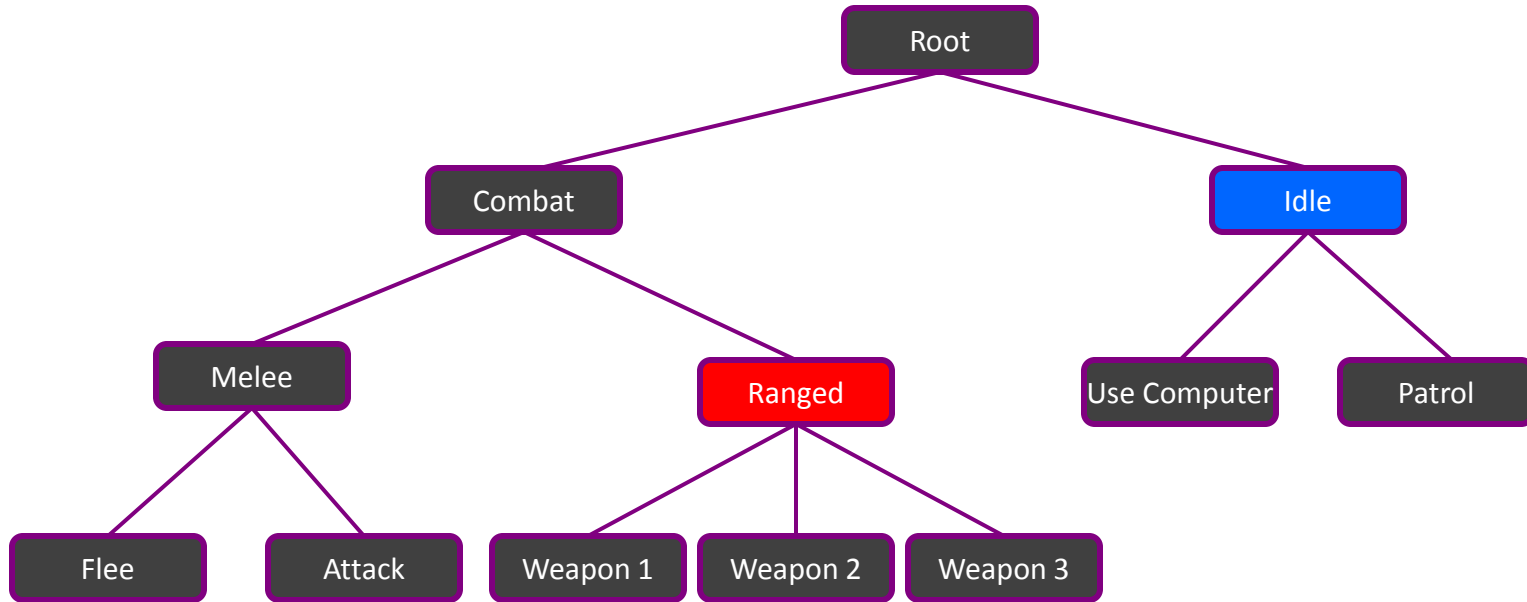 Root
Combat
Idle
Melee
Ranged
Use Computer
Patrol
Flee
Attack
Weapon 1
Weapon 2
Weapon 3